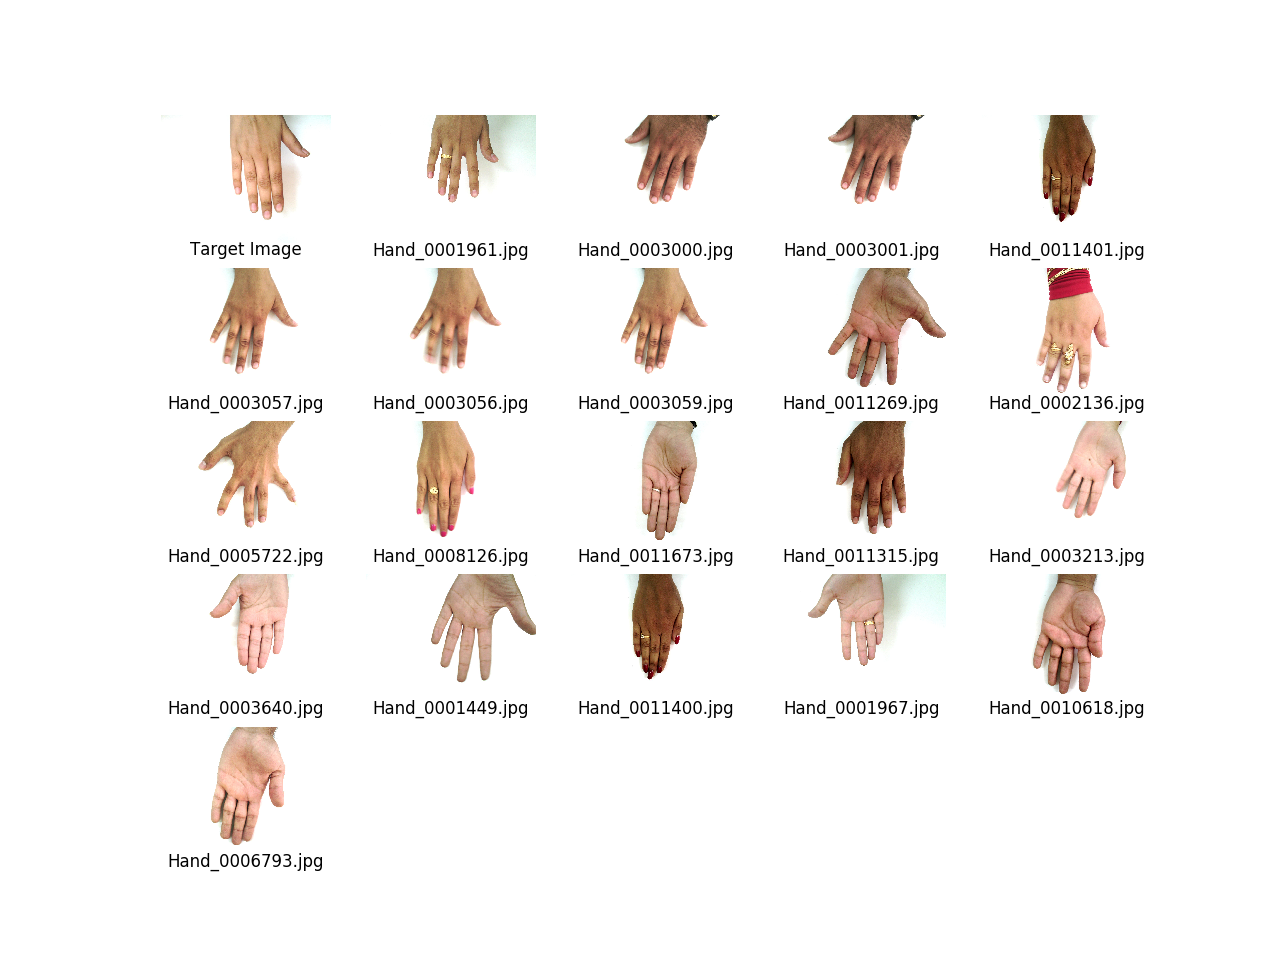 Target Image
Hand_0001961.jpg
Hand_0003000.jpg
Hand_0003001.jpg
Hand_0011401.jpg
Hand_0003057.jpg
Hand_0003056.jpg
Hand_0003059.jpg
Hand_0011269.jpg
Hand_0002136.jpg
Hand_0005722.jpg
Hand_0008126.jpg
Hand_0011673.jpg
Hand_0011315.jpg
Hand_0003213.jpg
Hand_0003640.jpg
Hand_0001449.jpg
Hand_0011400.jpg
Hand_0001967.jpg
Hand_0010618.jpg
Hand_0006793.jpg